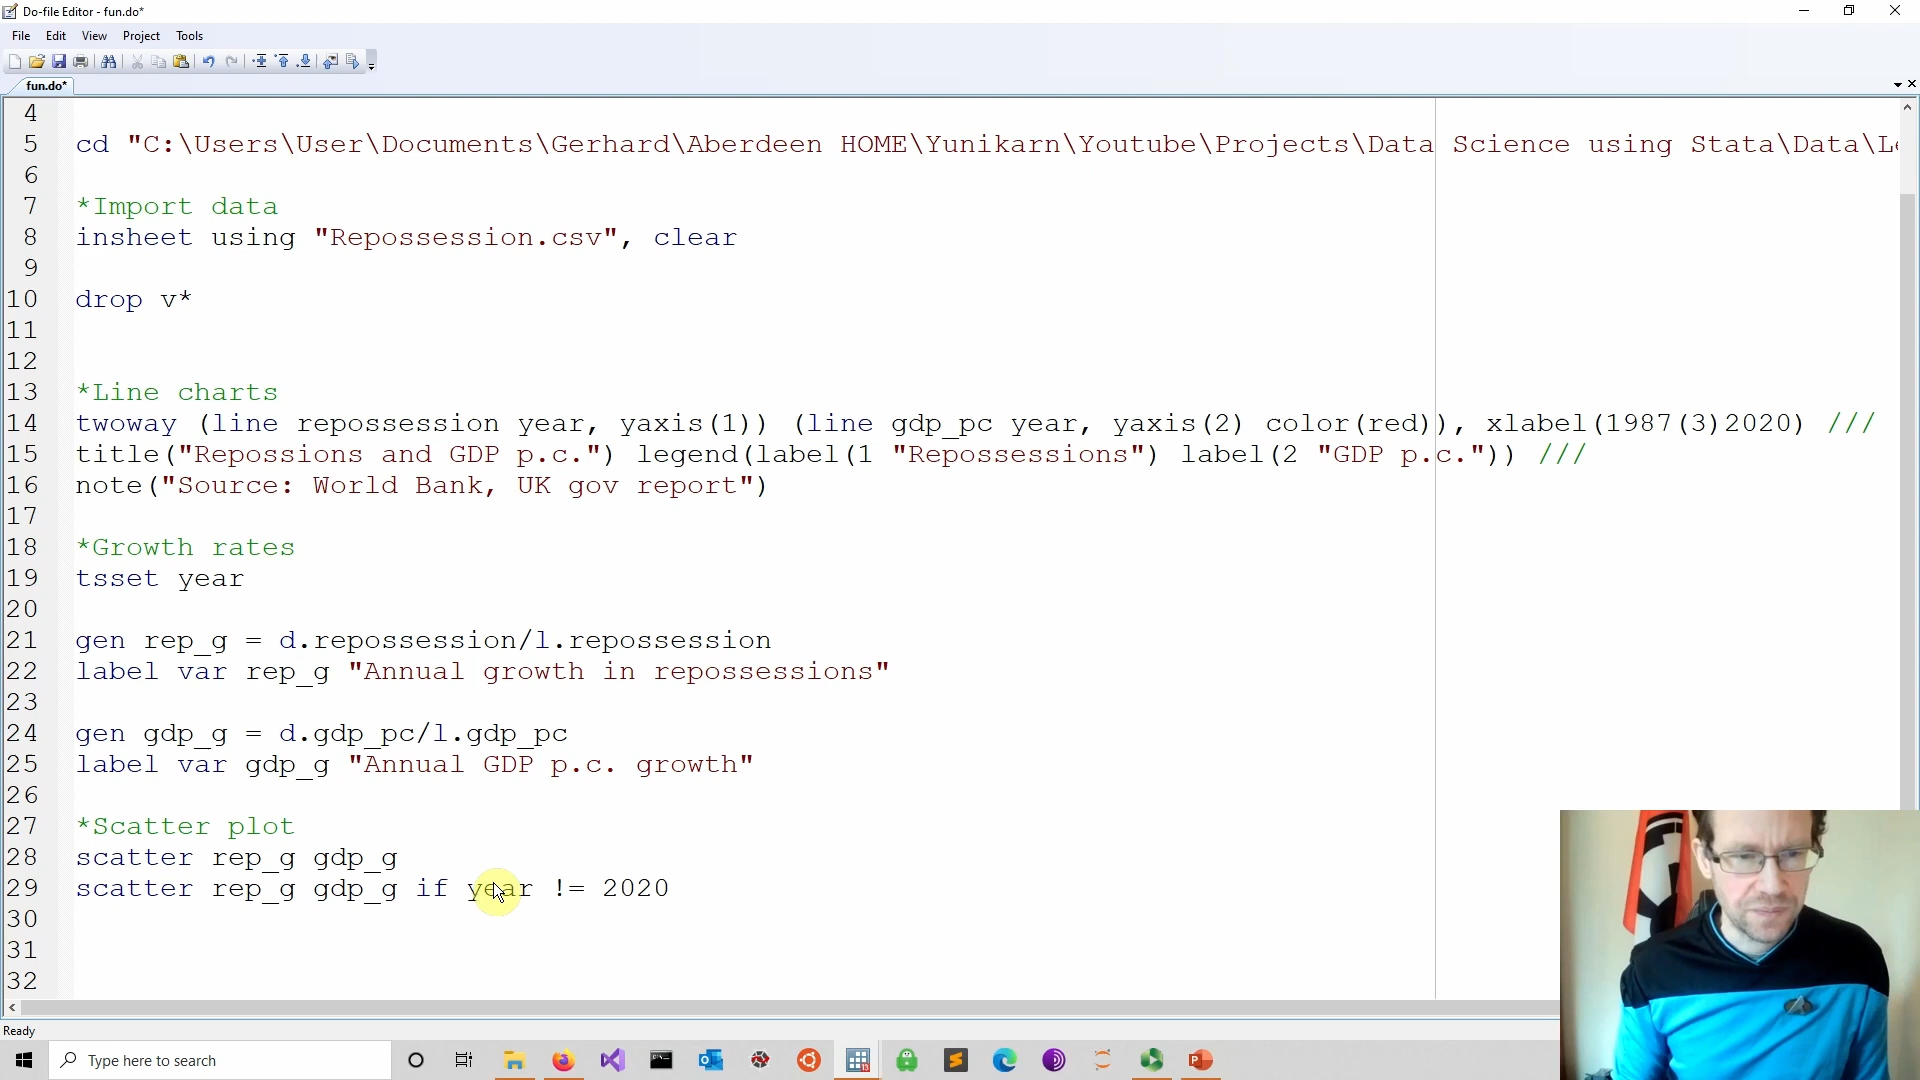 Do-file Editor - fun.do*
File Edit View Project Tools
fun.do*
4
5 cd "C:\Users\User\Documents\Gerhard\Aberdeen HOME\Yunikarn\Youtube\Projects\Data Science using Stata\Data\Le
6
7 *Import data
8 insheet using "Repossession.csv", clear
9
10 drop v*
11
12
13 *Line charts
14 twoway (line repossession year, yaxis(1)) (line gdp_pc year, yaxis(2) color(red)), xlabel(1987(3)2020) ///
15 title("Repossions and GDP p.c.") legend(label(1 "Repossessions") label(2 "GDP p.c.")) ///
16 note("Source: World Bank, UK gov report")
17
18 *Growth rates
19 tsset year
20
21 gen rep_g = d.repossession/l.repossession
22 label var rep_g "Annual growth in repossessions"
23
24 gen gdp_g = d.gdp_pc/l.gdp_pc
25 label var gdp_g "Annual GDP p.c. growth"
26
27 *Scatter plot
28 scatter rep_g gdp_g
29 scatter rep_g gdp_g if year != 2020
30
31
32
Ready
Type here to search